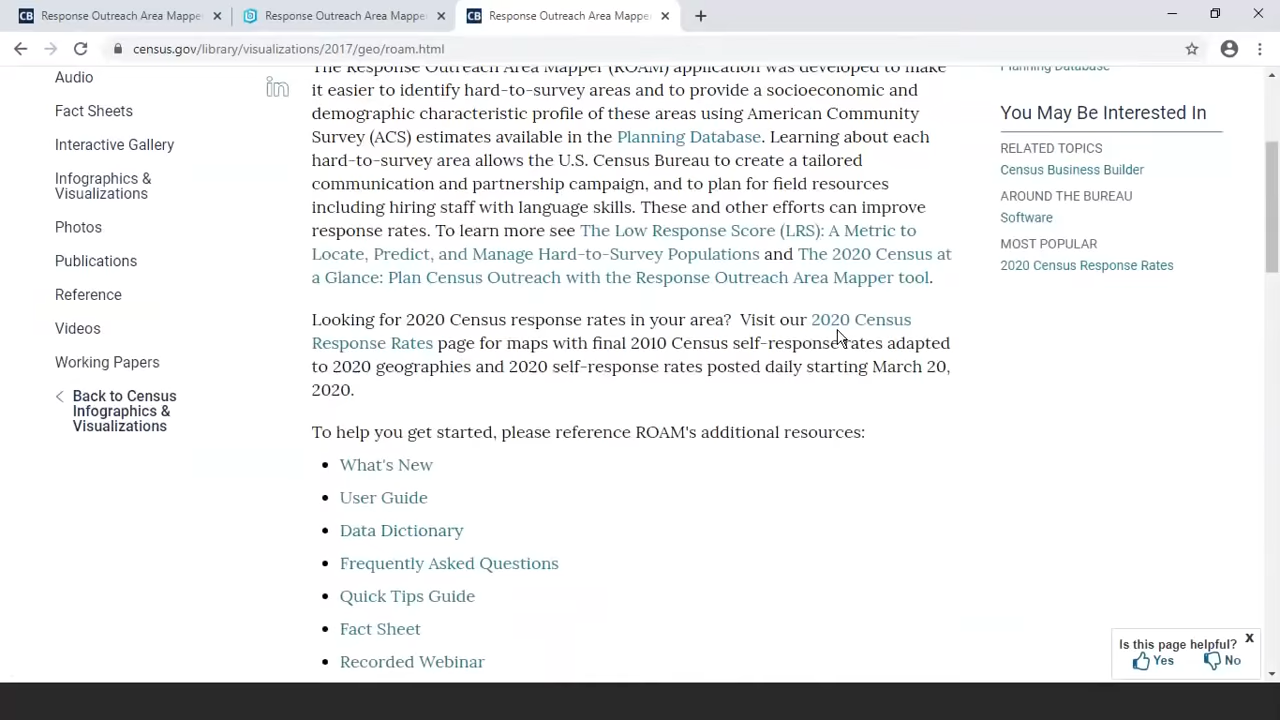 Response Outreach Area Mappe
Response Outreach Area Mappe
Response Outreach Area Mappe
census.gov/library/visualizations/2017/geo/roam.html
Audio
Fact Sheets
Interactive Gallery
Infographics &
Visualizations
Photos
Publications
Reference
Videos
Working Papers
Back to Census
Infographics &
Visualizations
The Response Outreach Area Mapper (ROAM) application was developed to make
it easier to identify hard-to-survey areas and to provide a socioeconomic and
demographic characteristic profile of these areas using American Community
Survey (ACS) estimates available in the Planning Database. Learning about each
hard-to-survey area allows the U.S. Census Bureau to create a tailored
communication and partnership campaign, and to plan for field resources
including hiring staff with language skills. These and other efforts can improve
response rates. To learn more see The Low Response Score (LRS): A Metric to
Locate, Predict, and Manage Hard-to-Survey Populations and The 2020 Census at
a Glance: Plan Census Outreach with the Response Outreach Area Mapper tool.
Looking for 2020 Census response rates in your area? Visit our 2020 Census
Response Rates page for maps with final 2010 Census self-response rates adapted
to 2020 geographies and 2020 self-response rates posted daily starting March 20,
2020.
To help you get started, please reference ROAM's additional resources:
• What's New
• User Guide
• Data Dictionary
• Frequently Asked Questions
• Quick Tips Guide
• Fact Sheet
• Recorded Webinar
Planning Database
You May Be Interested In
RELATED TOPICS
Census Business Builder
AROUND THE BUREAU
Software
MOST POPULAR
2020 Census Response Rates
Is this page helpful? X
Yes No